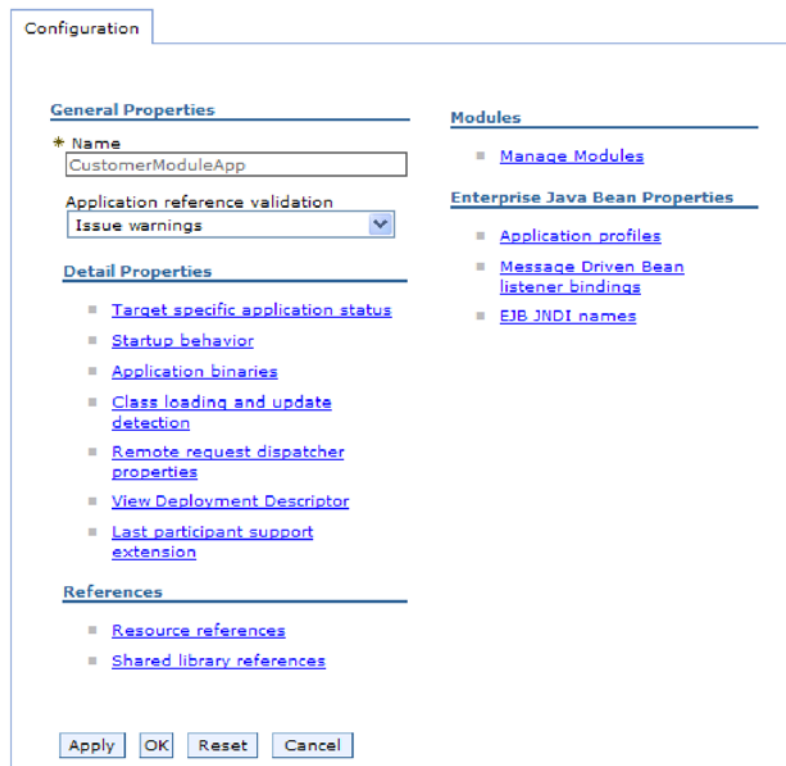 Configuration
General Properties
* Name
CustomerModuleApp
Application reference validation
Issue warnings
Detail Properties
Target specific application status
Startup behavior
Application binaries
Class loading and update
detection
Remote request dispatcher
properties
View Deployment Descriptor
Last participant support
extension
References
Resource references
Shared library references
Modules
Manage Modules
Enterprise Java Bean Properties
Application profiles
Message Driven Bean
listener bindings
EJB JNDI names
Apply OK Reset Cancel